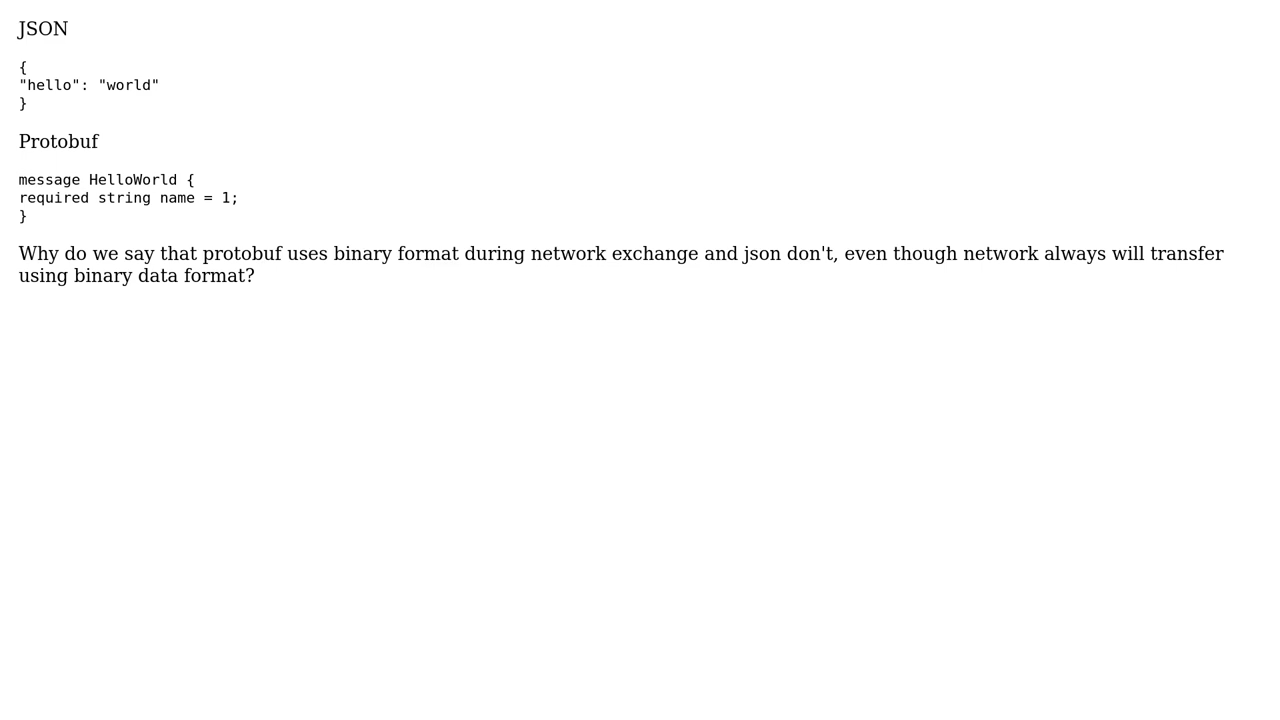 JSON
{
"hello": "world"
}
Protobuf
message HelloWorld {
required string name = 1;
}
Why do we say that protobuf uses binary format during network exchange and json don't, even though network always will transfer
using binary data format?